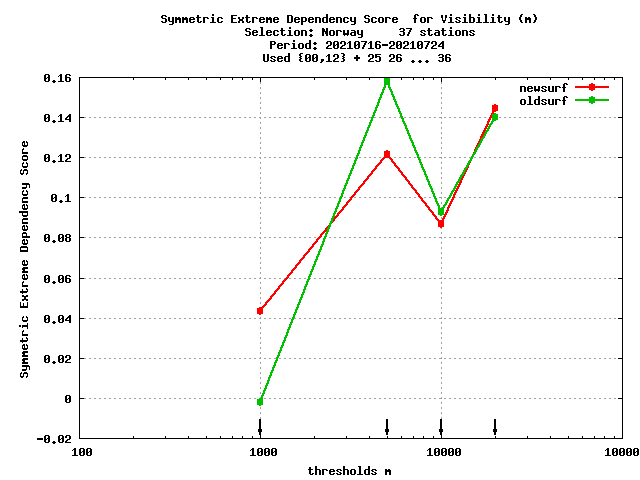 Symmetric Extreme Dependency Score  for Visibility (m)
Selection: Norway     37 stations
Period: 20210716-20210724
Used {00,12} + 25 26 ... 36
newsurf
oldsurf
Symmetric Extreme Dependency Score
0.16
0.14
0.12
0.1
0.08
0.06
0.04
0.02
0
-0.02
100 1000 10000 10000
thresholds m